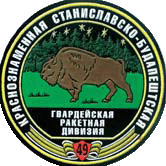 КРАСНОЗНАМЕННАЯ СТАНИСЛАВСКО-БУДАПЕШТСКАЯ
ГВАРДЕЙСКАЯ
РАКЕТНАЯ
ДИВИЗИЯ
49